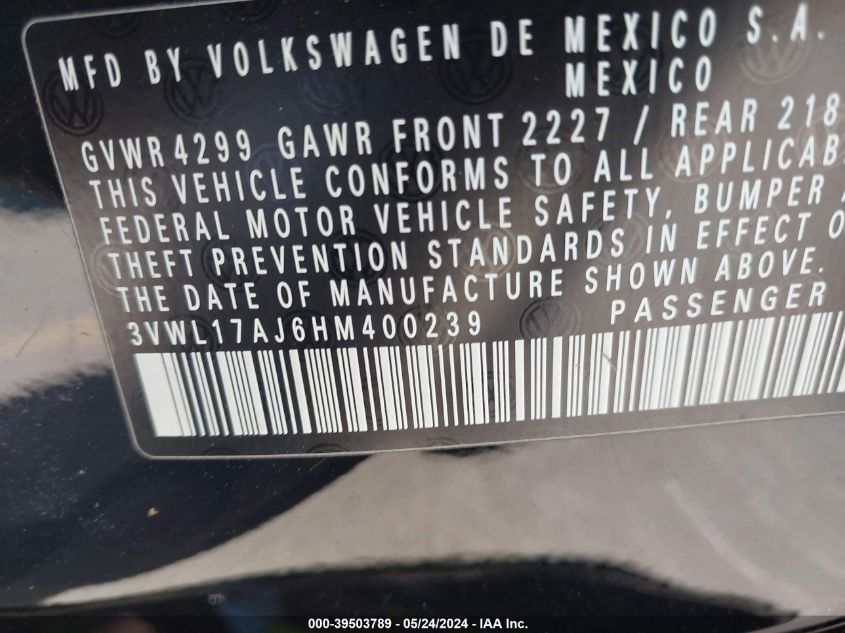 MFD BY VOLKSWAGEN DE MEXICO S.A.
MEXICO
GVWR 4299 GAWR FRONT 2227 / REAR 218
THIS VEHICLE CONFORMS TO ALL APPLICAB
FEDERAL MOTOR VEHICLE SAFETY, BUMPER
THEFT PREVENTION STANDARDS IN EFFECT O
THE DATE OF MANUFACTURE SHOWN ABOVE.
3VWL17AJ6HM400239 PASSENGER
000-39503789 - 05/24/2024 - IAA Inc.